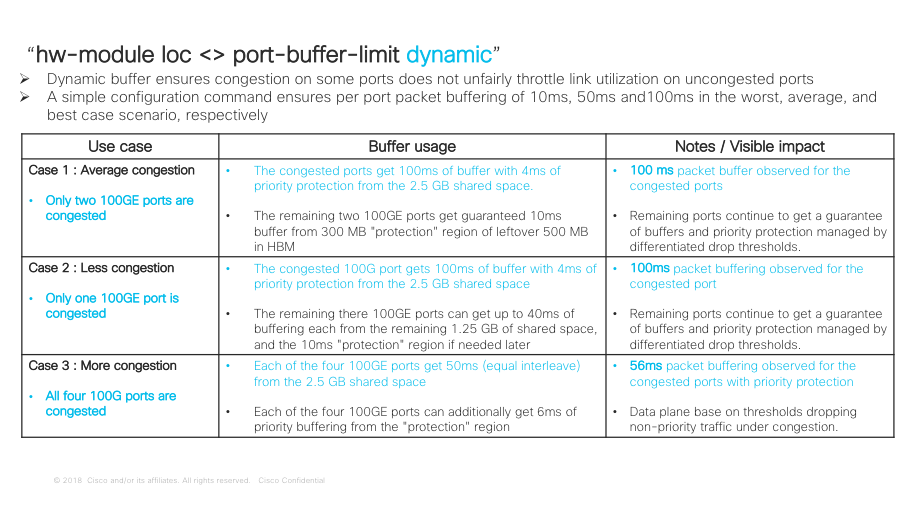 “hw-module loc <> port-buffer-limit dynamic”
➢ Dynamic buffer ensures congestion on some ports does not unfairly throttle link utilization on uncongested ports
➢ A simple configuration command ensures per port packet buffering of 10ms, 50ms and100ms in the worst, average, and
best case scenario, respectively
Use case
Buffer usage
Notes / Visible impact
Case 1 : Average congestion
• Only two 100GE ports are
congested
• The congested ports get 100ms of buffer with 4ms of
priority protection from the 2.5 GB shared space.
• The remaining two 100GE ports get guaranteed 10ms
buffer from 300 MB "protection" region of leftover 500 MB
in HBM
• 100 ms packet buffer observed for the
congested ports
• Remaining ports continue to get a guarantee
of buffers and priority protection managed by
differentiated drop thresholds.
Case 2 : Less congestion
• Only one 100GE port is
congested
• The congested 100G port gets 100ms of buffer with 4ms of
priority protection from the 2.5 GB shared space
• The remaining there 100GE ports can get up to 40ms of
buffering each from the remaining 1.25 GB of shared space,
and the 10ms "protection" region if needed later
• 100ms packet buffering observed for the
congested port
• Remaining ports continue to get a guarantee
of buffers and priority protection managed by
differentiated drop thresholds.
Case 3 : More congestion
• All four 100G ports are
congested
• Each of the four 100GE ports get 50ms (equal interleave)
from the 2.5 GB shared space
• Each of the four 100GE ports can additionally get 6ms of
priority buffering from the "protection" region
• 56ms packet buffering observed for the
congested ports with priority protection
• Data plane base on thresholds dropping
non-priority traffic under congestion.
© 2018 Cisco and/or its affiliates. All rights reserved. Cisco Confidential